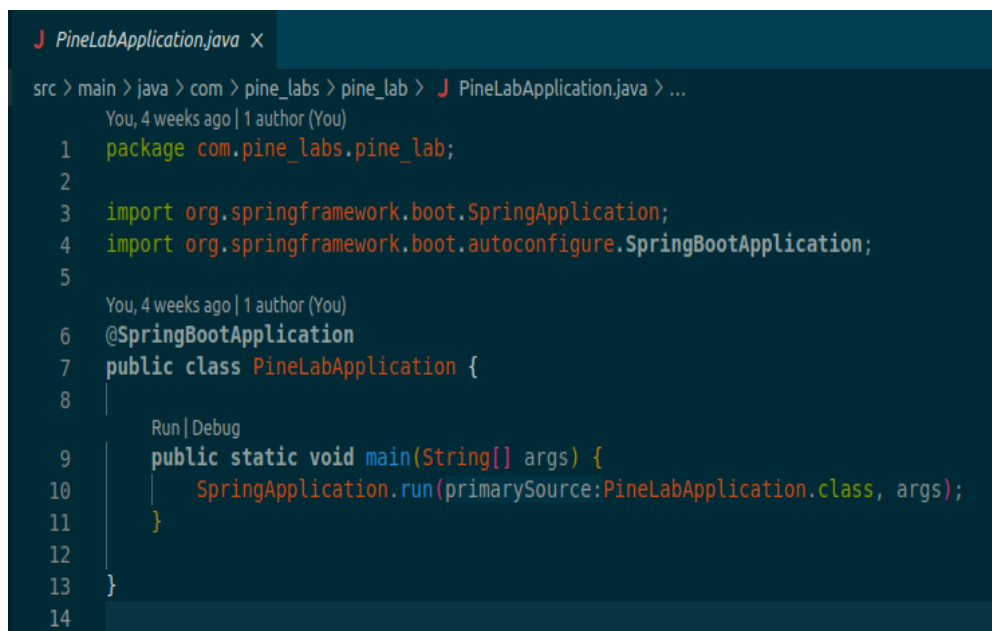 J PineLabApplication.java ×
src > main > java > com > pine_labs > pine_lab > J PineLabApplication.java > ...
You, 4 weeks ago | 1 author (You)
1 package com.pine_labs.pine_lab;
2
3 import org.springframework.boot.SpringApplication;
4 import org.springframework.boot.autoconfigure.SpringBootApplication;
5
You, 4 weeks ago | 1 author (You)
6 @SpringBootApplication
7 public class PineLabApplication {
8
Run | Debug
9 public static void main(String[] args) {
10 SpringApplication.run(primarySource:PineLabApplication.class, args);
11 }
12
13 }
14